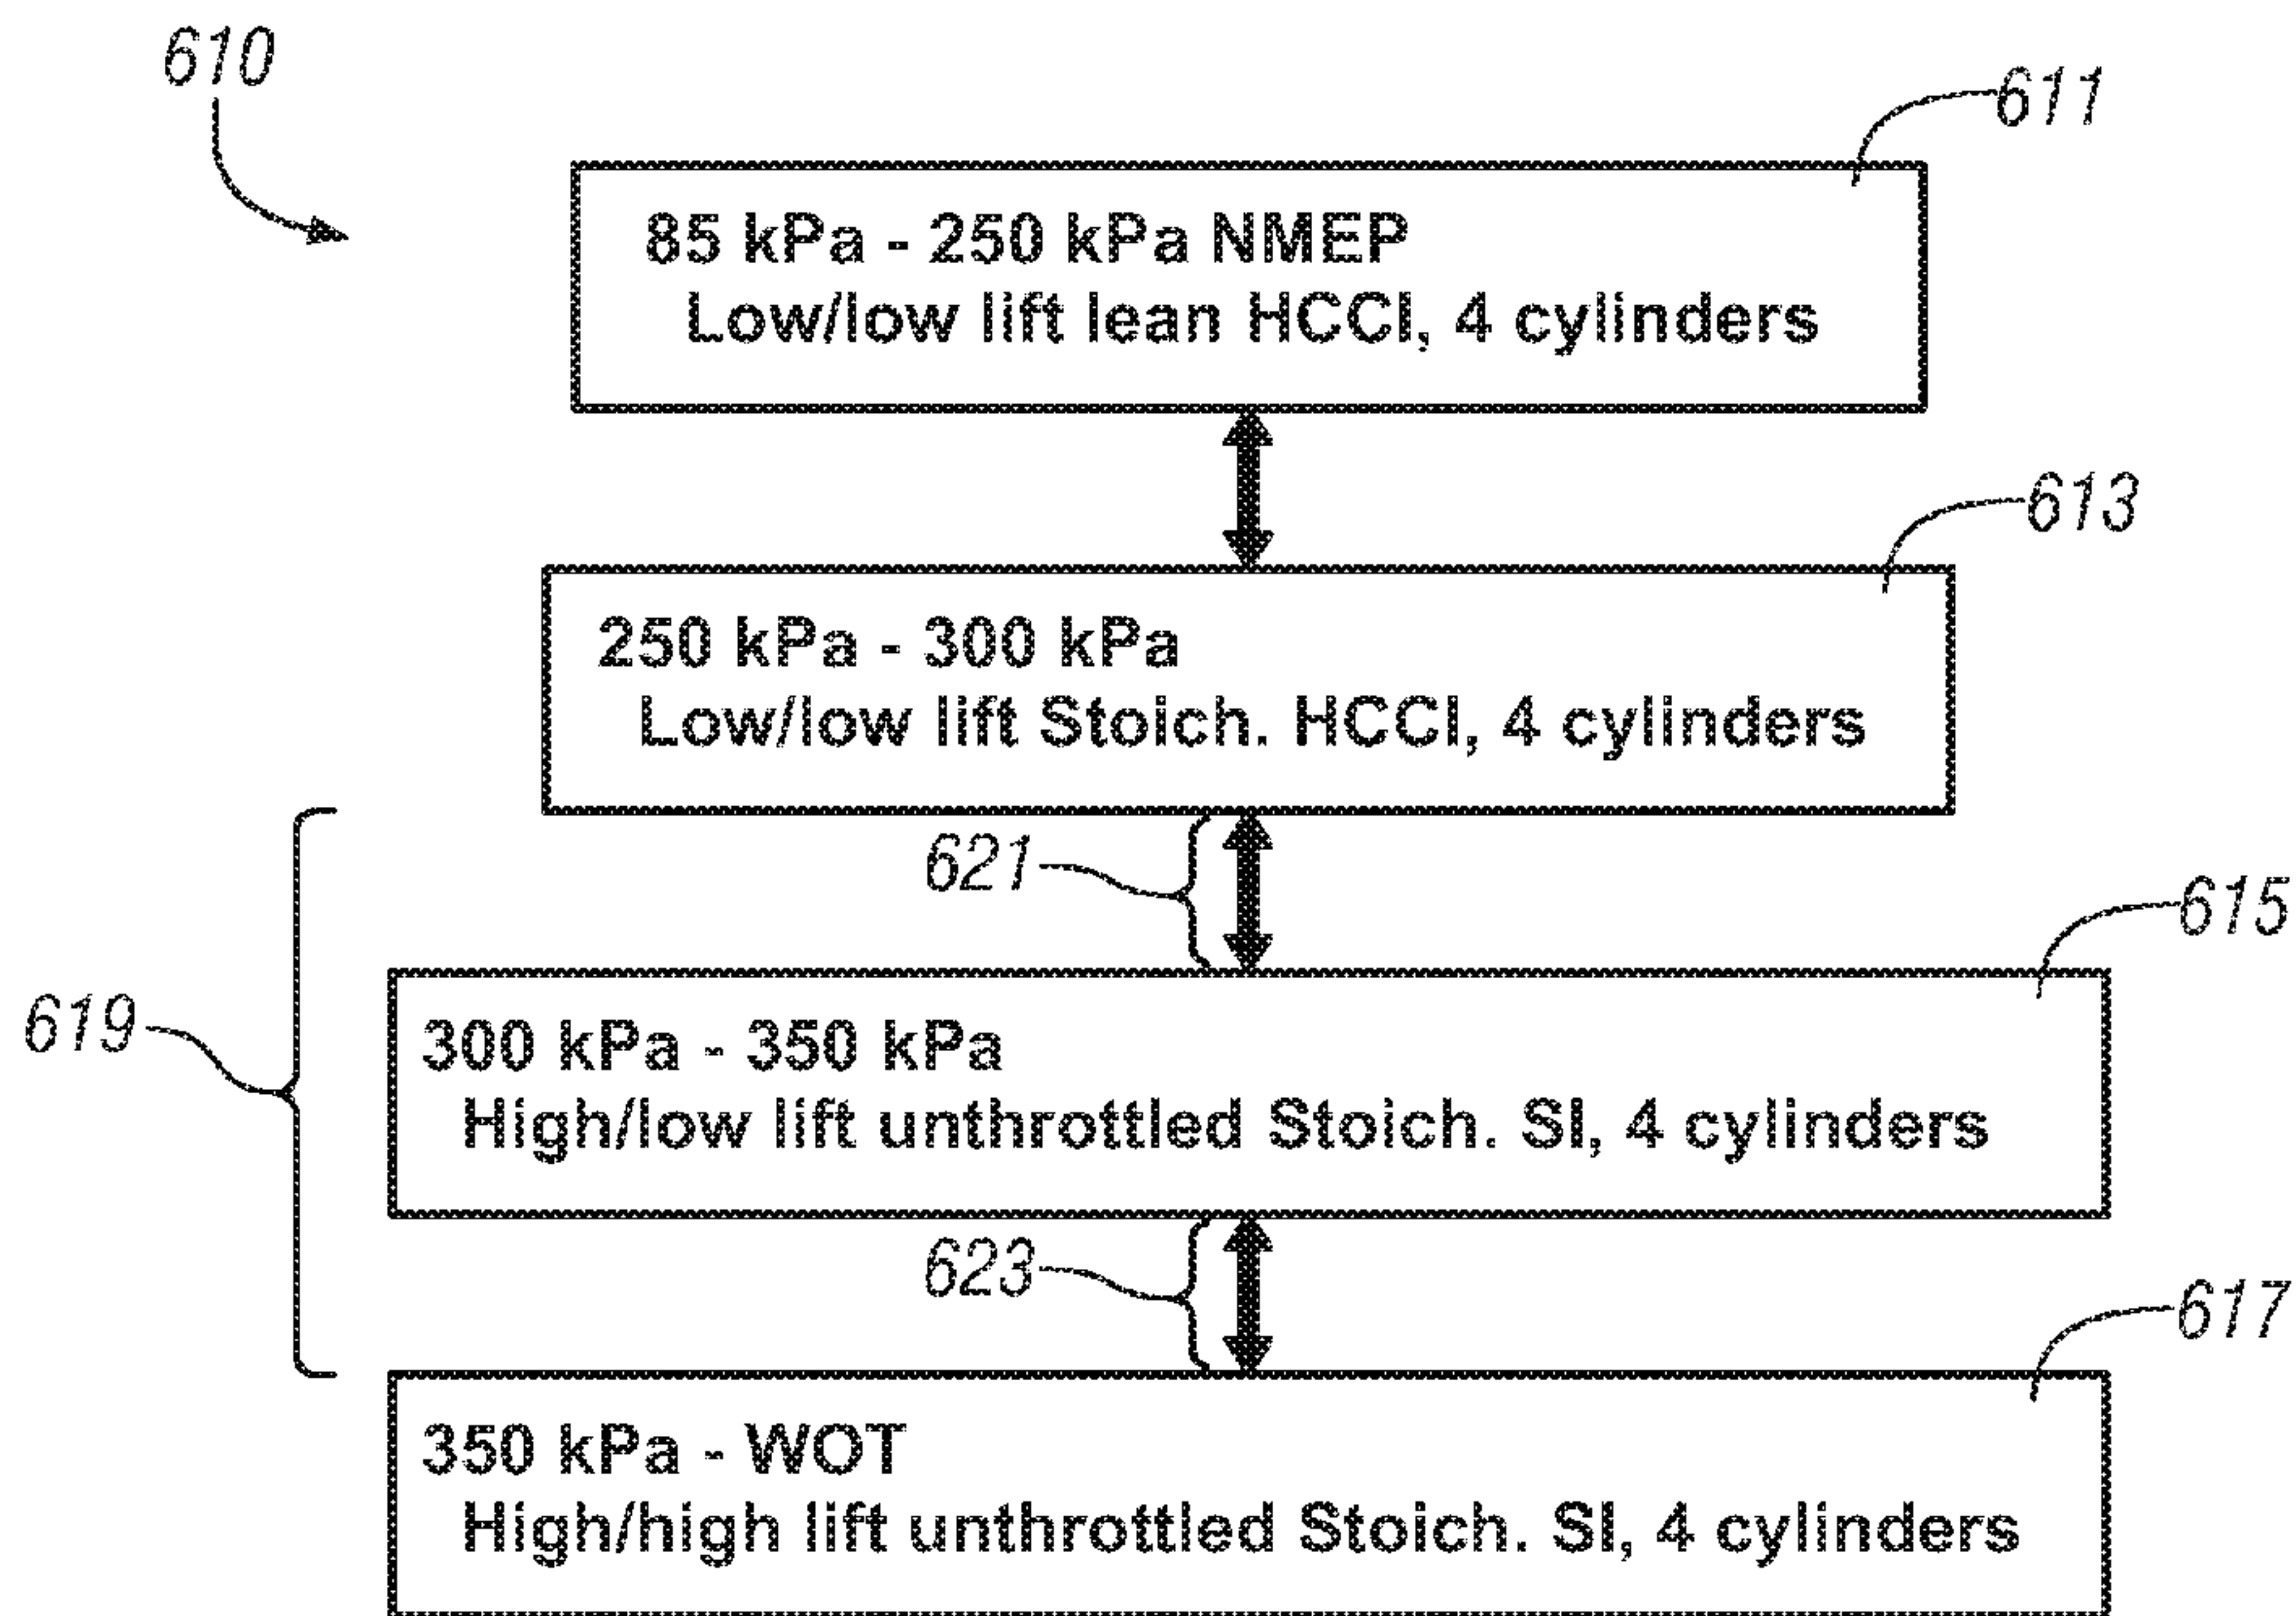 610
611
85 kPa - 250 kPa NMEP
Low/low lift lean HCCI, 4 cylinders
613
250 kPa - 300 kPa
Low/low lift Stoich. HCCI, 4 cylinders
621
615
619
300 kPa - 350 kPa
High/low lift unthrottled Stoich. SI, 4 cylinders
623
617
350 kPa - WOT
High/high lift unthrottled Stoich. SI, 4 cylinders